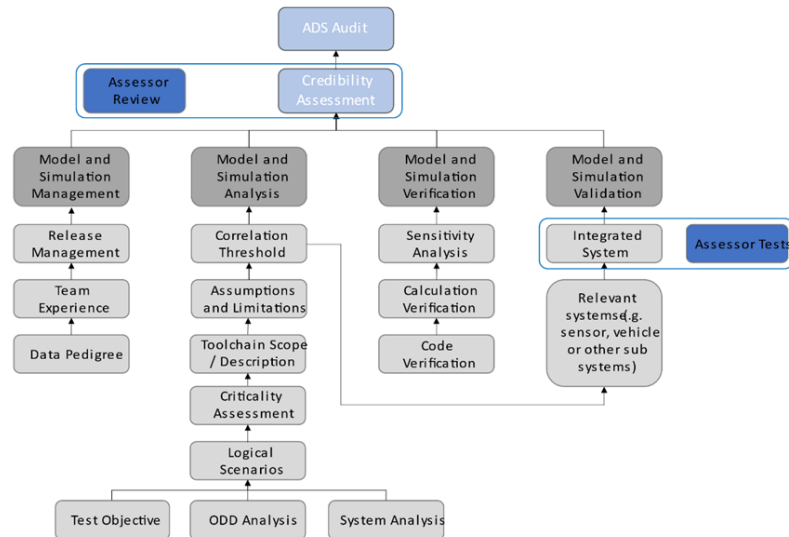 ADS Audit
Assessor
Review
Credibility
Assessment
Model and
Simulation
Management
Model and
Simulation
Analysis
Model and
Simulation
Verification
Model and
Simulation
Validation
Release
Management
Correlation
Threshold
Sensitivity
Analysis
Integrated
System
Assessor Tests
Team
Experience
Assumptions
and Limitations
Calculation
Verification
Relevant
systemse(.g.
sensor, vehicle
or other sub
systems)
Data Pedigree
Toolchain Scope
/ Description
Code
Verification
Criticality
Assessment
Logical
Scenarios
Test Objective
ODD Analysis
System Analysis